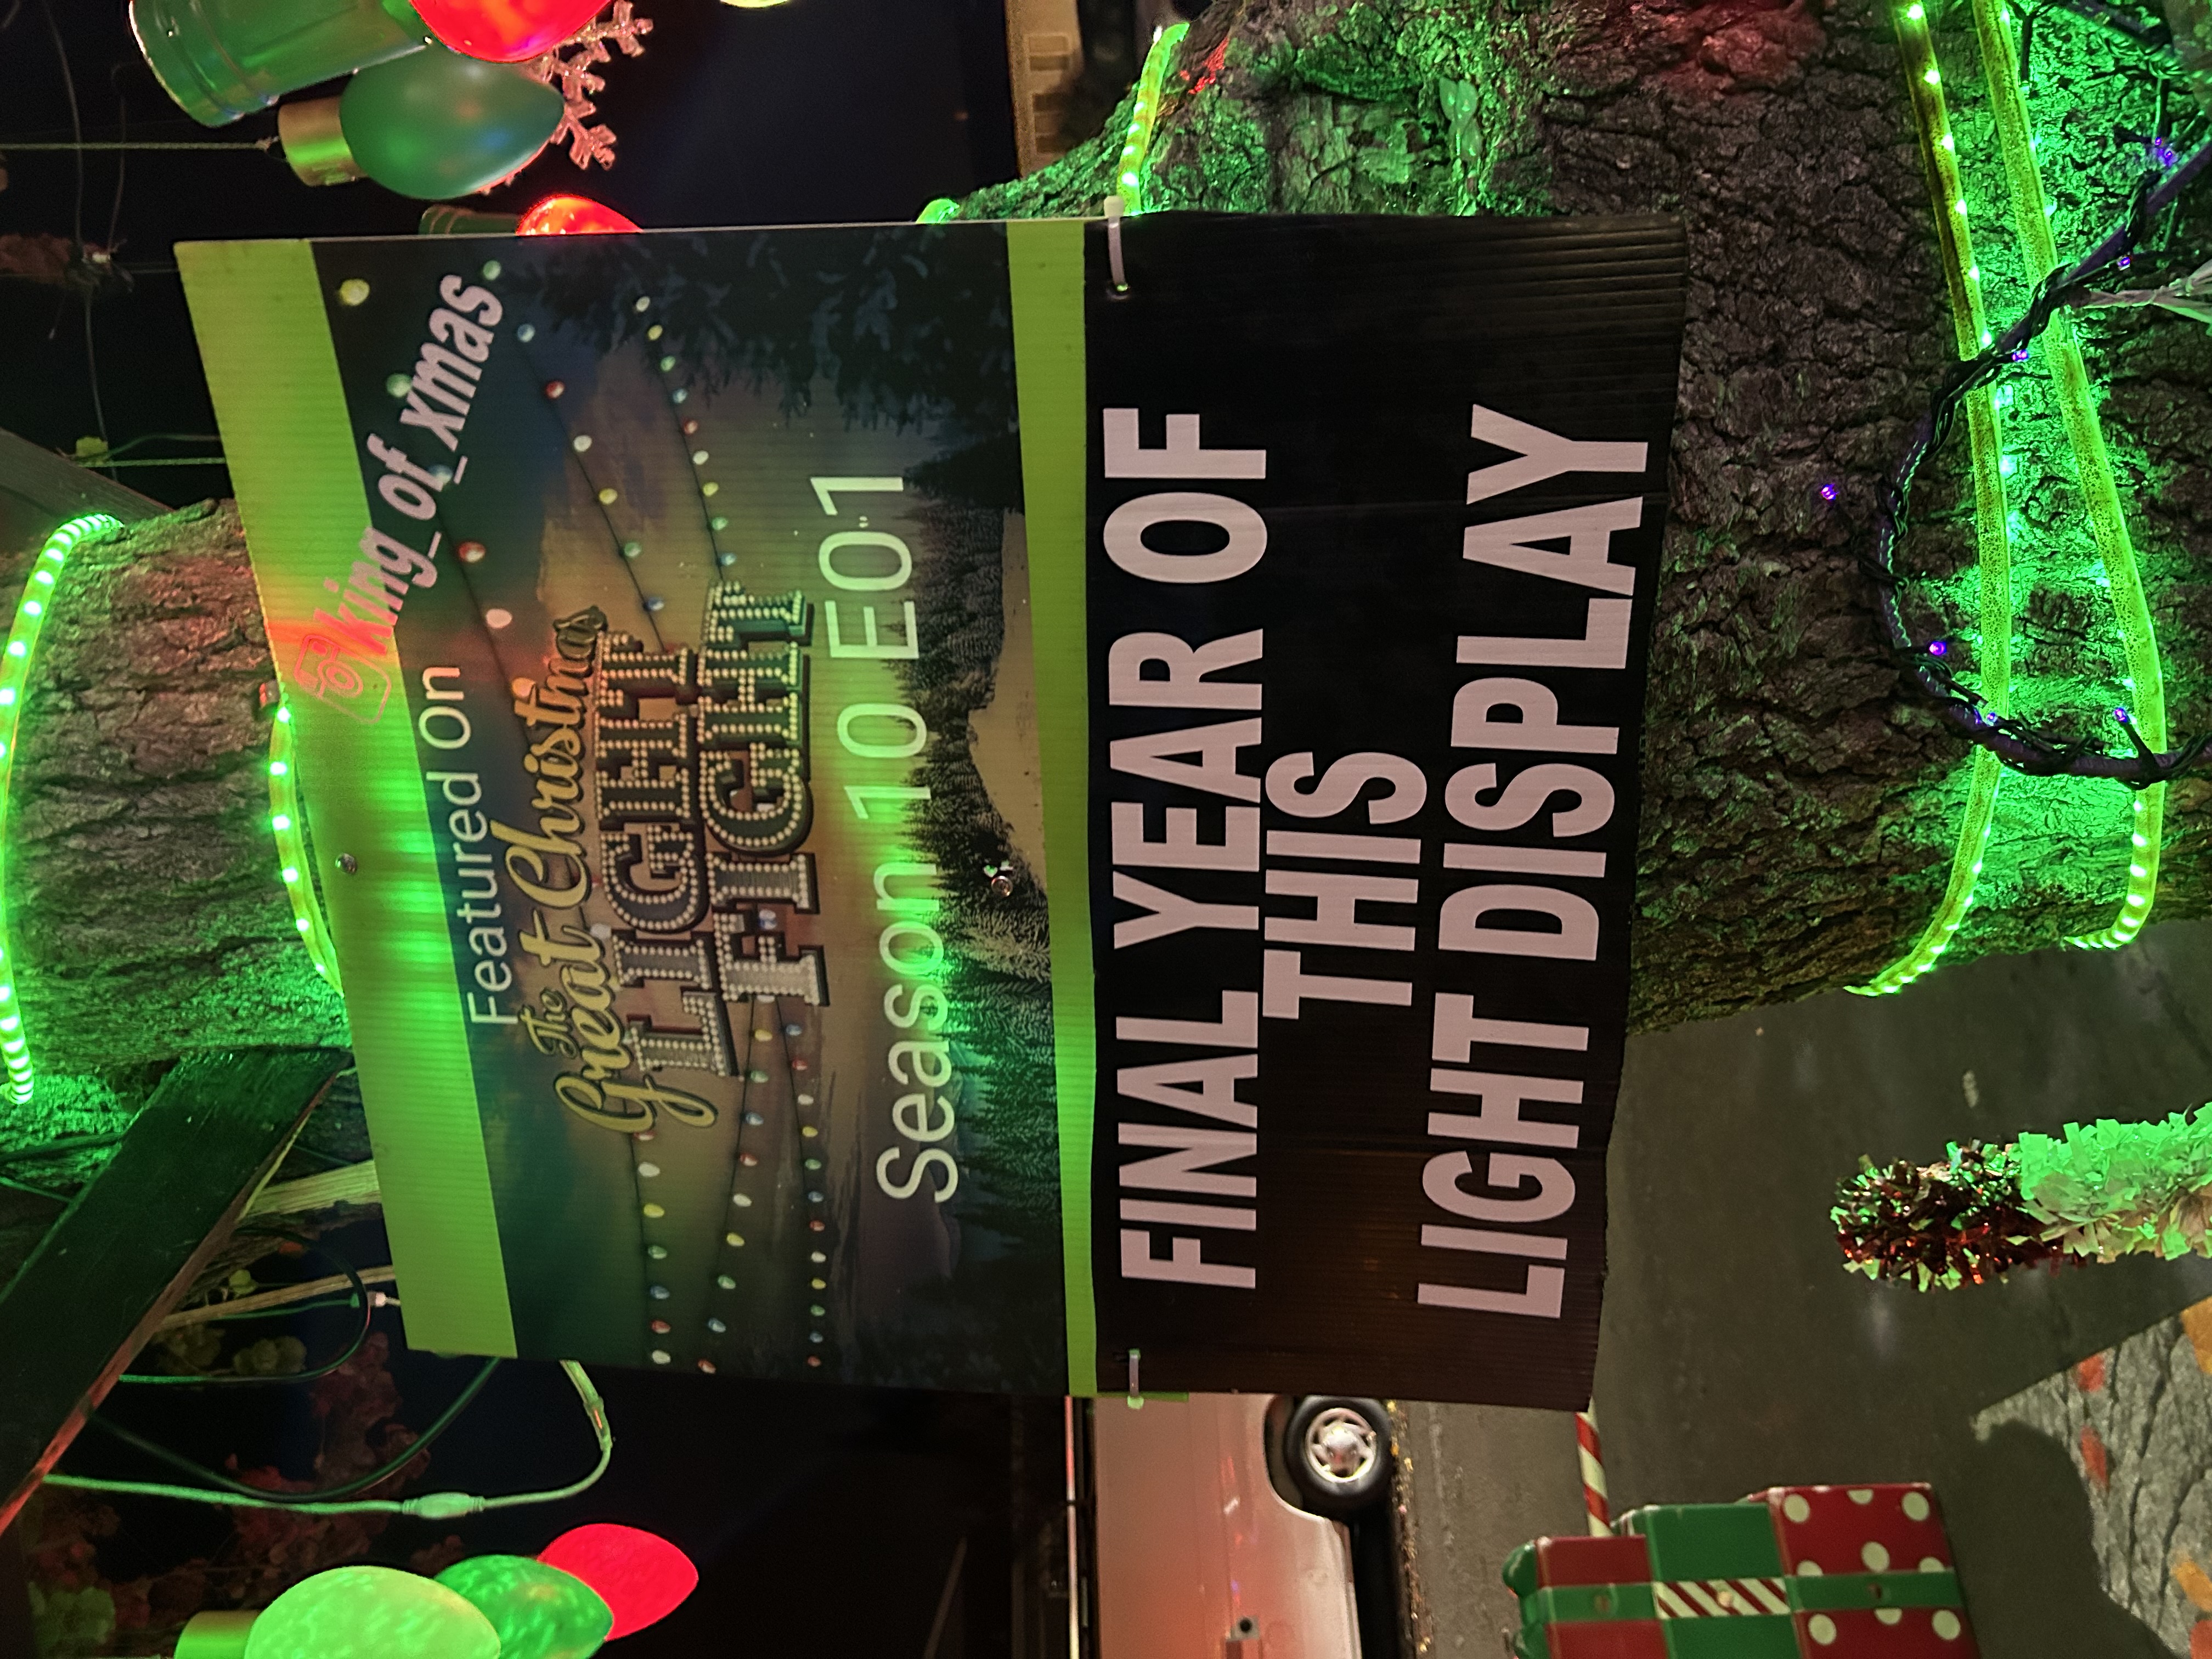 king_of_xmas
Featured On
The
Great Christmas
LIGHT
FIGHT
Season 10 E01
FINAL YEAR OF
THIS
LIGHT DISPLAY